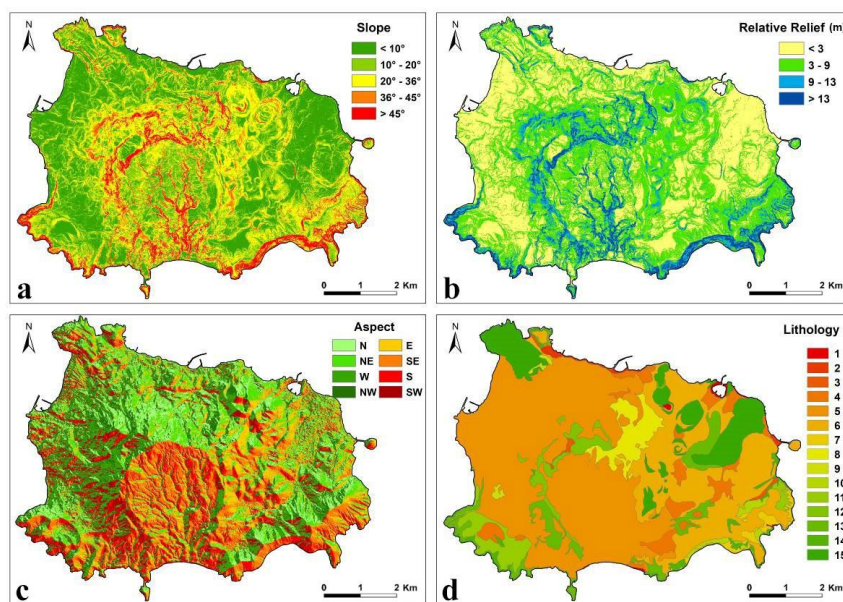 N
Slope
< 10°
10° - 20°
20° - 36°
36° - 45°
> 45°
a
0 1 2 Km
N
Relative Relief (m)
< 3
3 - 9
9 - 13
> 13
b
0 1 2 Km
N
Aspect
N E
NE SE
W S
NW SW
c
0 1 2 Km
N
Lithology
1
2
3
4
5
6
7
8
9
10
11
12
13
14
15
d
0 1 2 Km